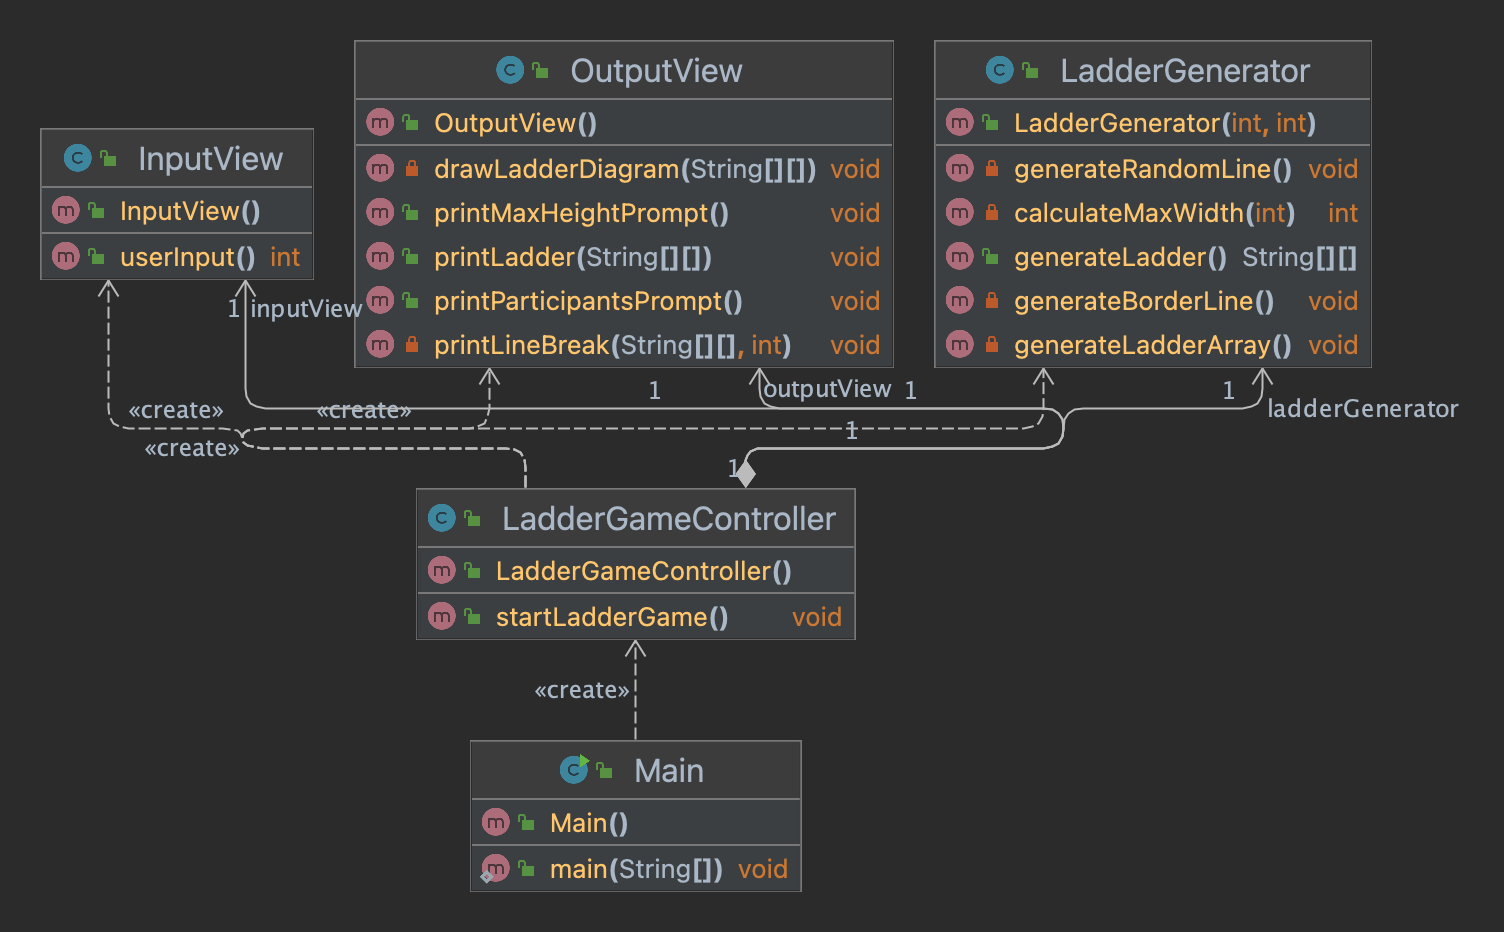 InputView
InputView()
userInput() int
OutputView
OutputView()
drawLadderDiagram(String[][]) void
printMaxHeightPrompt() void
printLadder(String[][]) void
printParticipantsPrompt() void
printLineBreak(String[][], int) void
LadderGenerator
LadderGenerator(int, int)
generateRandomLine() void
calculateMaxWidth(int) int
generateLadder() String[][]
generateBorderLine() void
generateLadderArray() void
1 inputView
1
outputView 1
1
ladderGenerator
«create»
«create»
1
«create»
1
LadderGameController
LadderGameController()
startLadderGame() void
«create»
Main
Main()
main(String[]) void